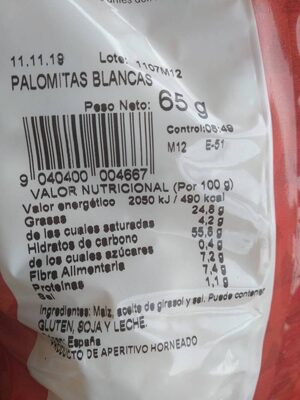 11.11.19 Lote: 1107M12
PALOMITAS BLANCAS
Peso Neto: 65 g
Control:08:49
M12 E-51
9 040400 004667
VALOR NUTRICIONAL (Por 100 g)
Valor energético 2050 kJ / 490 kcal
Grasas 24,8 g
de las cuales saturadas 4,2 g
Hidratos de carbono 55,8 g
de los cuales azúcares 0,4 g
Fibra Alimentaria 7,2 g
Proteínas 7,4 g
Sal 1,1 g
Ingredientes: Maíz, aceite de girasol y sal. Puede contener
GLUTEN, SOJA Y LECHE.
España
DE APERITIVO HORNEADO